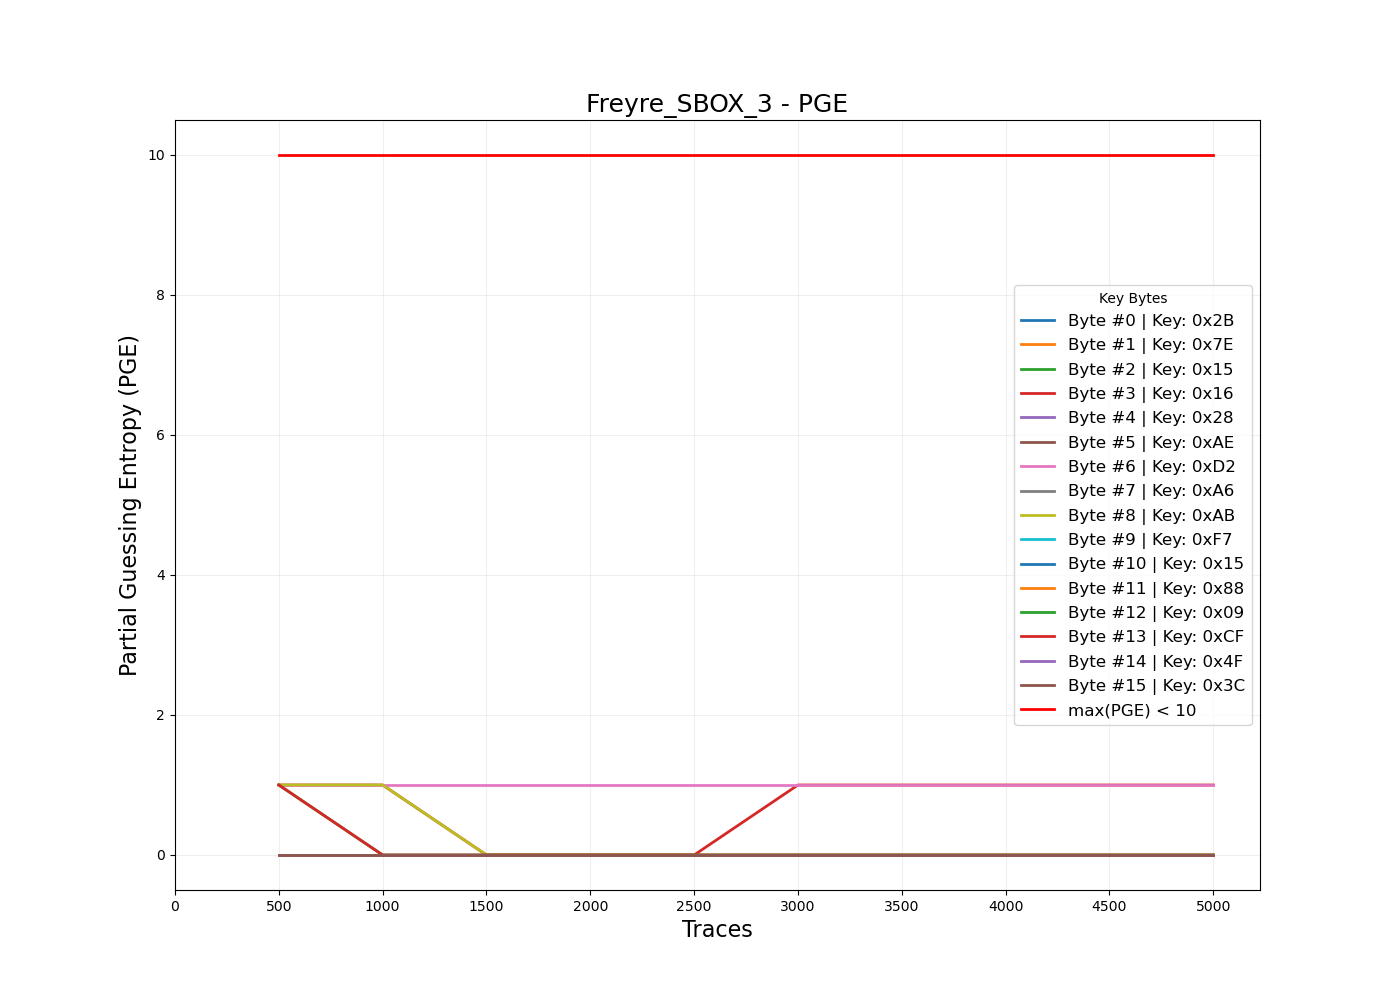 Freyre_SBOX_3 - PGE
Partial Guessing Entropy (PGE)
10
8
6
4
2
0
Key Bytes
Byte #0 | Key: 0x2B
Byte #1 | Key: 0x7E
Byte #2 | Key: 0x15
Byte #3 | Key: 0x16
Byte #4 | Key: 0x28
Byte #5 | Key: 0xAE
Byte #6 | Key: 0xD2
Byte #7 | Key: 0xA6
Byte #8 | Key: 0xAB
Byte #9 | Key: 0xF7
Byte #10 | Key: 0x15
Byte #11 | Key: 0x88
Byte #12 | Key: 0x09
Byte #13 | Key: 0xCF
Byte #14 | Key: 0x4F
Byte #15 | Key: 0x3C
max(PGE) < 10
0 500 1000 1500 2000 2500 3000 3500 4000 4500 5000
Traces